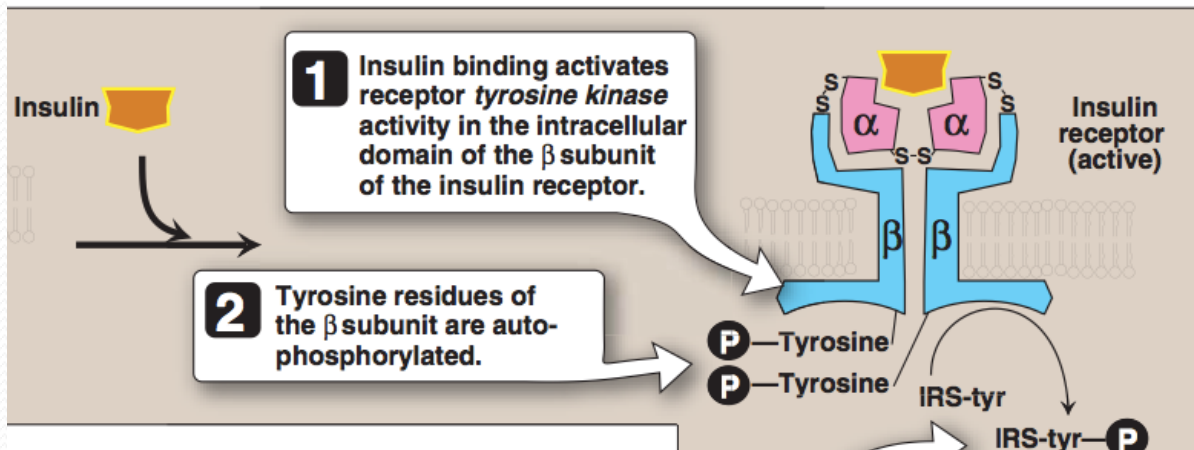 Insulin
1
Insulin binding activates
receptor tyrosine kinase
activity in the intracellular
domain of the β subunit
of the insulin receptor.
S
S
S
S
α
α
S-S
Insulin
receptor
(active)
β
β
2
Tyrosine residues of
the β subunit are auto-
phosphorylated.
P—Tyrosine
P—Tyrosine
IRS-tyr
IRS-tyr—P